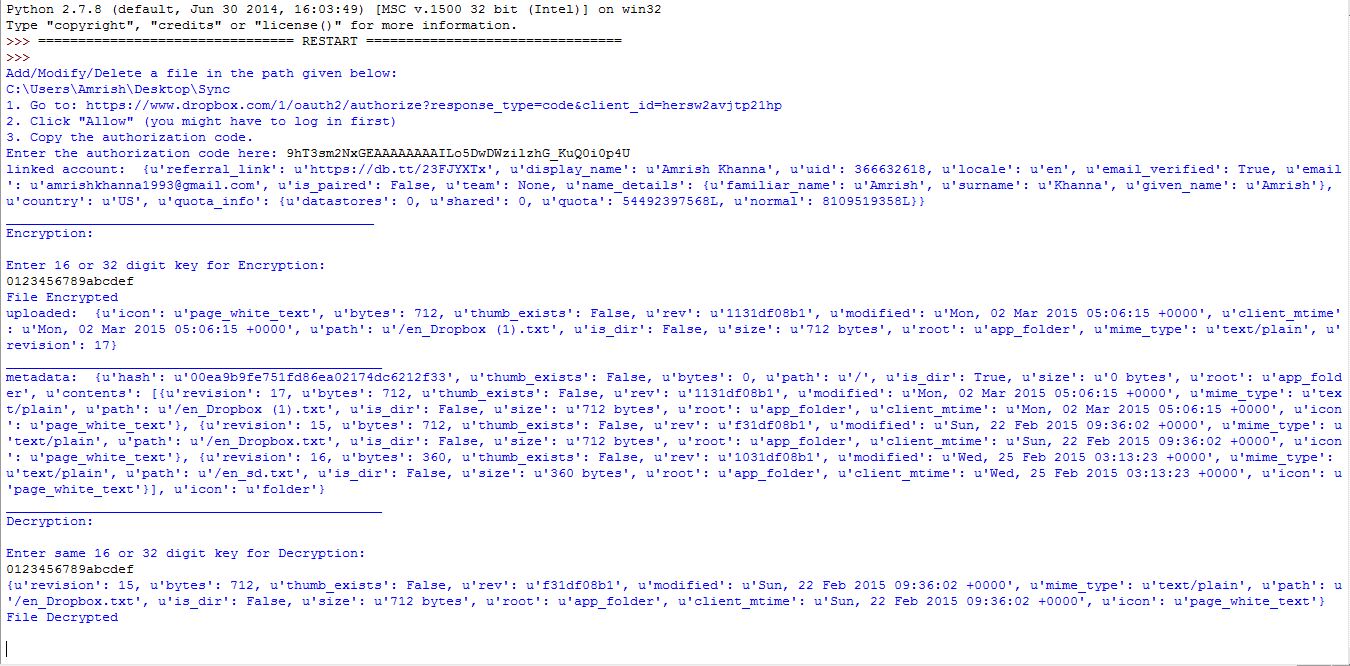 Python 2.7.8 (default, Jun 30 2014, 16:03:49) [MSC v.1500 32 bit (Intel)] on win32
Type "copyright", "credits" or "license()" for more information.
>>> ================================ RESTART ================================
>>>
Add/Modify/Delete a file in the path given below:
C:\Users\Amrish\Desktop\Sync
1. Go to: https://www.dropbox.com/1/oauth2/authorize?response_type=code&client_id=hersw2avjtp21hp
2. Click "Allow" (you might have to log in first)
3. Copy the authorization code.
Enter the authorization code here: 9hT3sm2NxGEAAAAAAAAILo5DwDWzilzhG_KuQ0i0p4U
linked account:  {u'referral_link': u'https://db.tt/23FJYXTx', u'display_name': u'Amrish Khanna', u'uid': 366632618, u'locale': u'en', u'email_verified': True, u'email
': u'amrishkhanna1993@gmail.com', u'is_paired': False, u'team': None, u'name_details': {u'familiar_name': u'Amrish', u'surname': u'Khanna', u'given_name': u'Amrish'},
u'country': u'US', u'quota_info': {u'datastores': 0, u'shared': 0, u'quota': 54492397568L, u'normal': 8109519358L}}
_______________________________________________
Encryption:
Enter 16 or 32 digit key for Encryption:
0123456789abcdef
File Encrypted
uploaded:  {u'icon': u'page_white_text', u'bytes': 712, u'thumb_exists': False, u'rev': u'1131df08b1', u'modified': u'Mon, 02 Mar 2015 05:06:15 +0000', u'client_mtime'
: u'Mon, 02 Mar 2015 05:06:15 +0000', u'path': u'/en_Dropbox (1).txt', u'is_dir': False, u'size': u'712 bytes', u'root': u'app_folder', u'mime_type': u'text/plain', u'
revision': 17}
________________________________________________
metadata:  {u'hash': u'00ea9b9fe751fd86ea02174dc6212f33', u'thumb_exists': False, u'bytes': 0, u'path': u'/', u'is_dir': True, u'size': u'0 bytes', u'root': u'app_fold
er', u'contents': [{u'revision': 17, u'bytes': 712, u'thumb_exists': False, u'rev': u'1131df08b1', u'modified': u'Mon, 02 Mar 2015 05:06:15 +0000', u'mime_type': u'tex
t/plain', u'path': u'/en_Dropbox (1).txt', u'is_dir': False, u'size': u'712 bytes', u'root': u'app_folder', u'client_mtime': u'Mon, 02 Mar 2015 05:06:15 +0000', u'icon
': u'page_white_text'}, {u'revision': 15, u'bytes': 712, u'thumb_exists': False, u'rev': u'f31df08b1', u'modified': u'Sun, 22 Feb 2015 09:36:02 +0000', u'mime_type': u
'text/plain', u'path': u'/en_Dropbox.txt', u'is_dir': False, u'size': u'712 bytes', u'root': u'app_folder', u'client_mtime': u'Sun, 22 Feb 2015 09:36:02 +0000', u'icon
': u'page_white_text'}, {u'revision': 16, u'bytes': 360, u'thumb_exists': False, u'rev': u'1031df08b1', u'modified': u'Wed, 25 Feb 2015 03:13:23 +0000', u'mime_type':
u'text/plain', u'path': u'/en_sd.txt', u'is_dir': False, u'size': u'360 bytes', u'root': u'app_folder', u'client_mtime': u'Wed, 25 Feb 2015 03:13:23 +0000', u'icon': u
'page_white_text'}], u'icon': u'folder'}
________________________________________________
Decryption:
Enter same 16 or 32 digit key for Decryption:
0123456789abcdef
{u'revision': 15, u'bytes': 712, u'thumb_exists': False, u'rev': u'f31df08b1', u'modified': u'Sun, 22 Feb 2015 09:36:02 +0000', u'mime_type': u'text/plain', u'path': u
'/en_Dropbox.txt', u'is_dir': False, u'size': u'712 bytes', u'root': u'app_folder', u'client_mtime': u'Sun, 22 Feb 2015 09:36:02 +0000', u'icon': u'page_white_text'}
File Decrypted